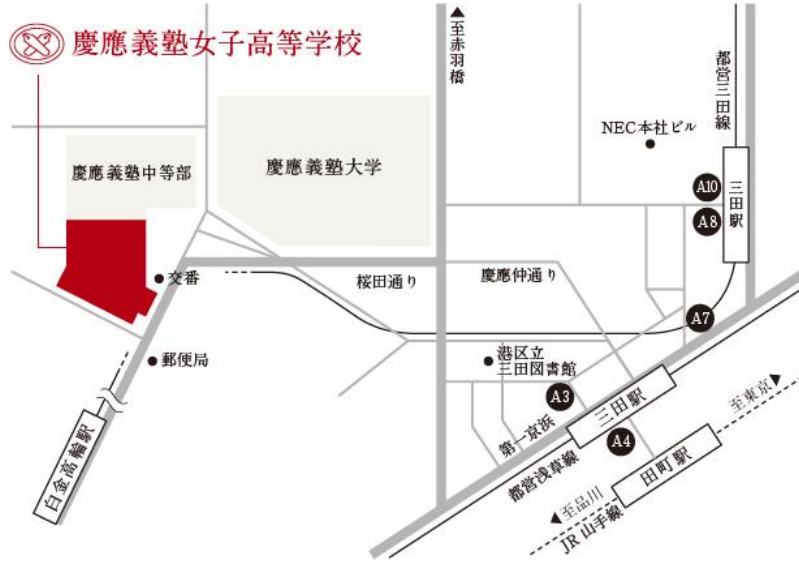 慶應義塾女子高等学校
▲至赤羽橋
都営三田線
NEC本社ビル
慶應義塾中等部
慶應義塾大学
A10
三田駅
A8
交番
桜田通り
慶應仲通り
A7
郵便局
港区立
三田図書館
A3
三田駅
至東京▶
第一京浜
A4
白金高輪駅
都営浅草線
田町駅
◀至品川
JR山手線